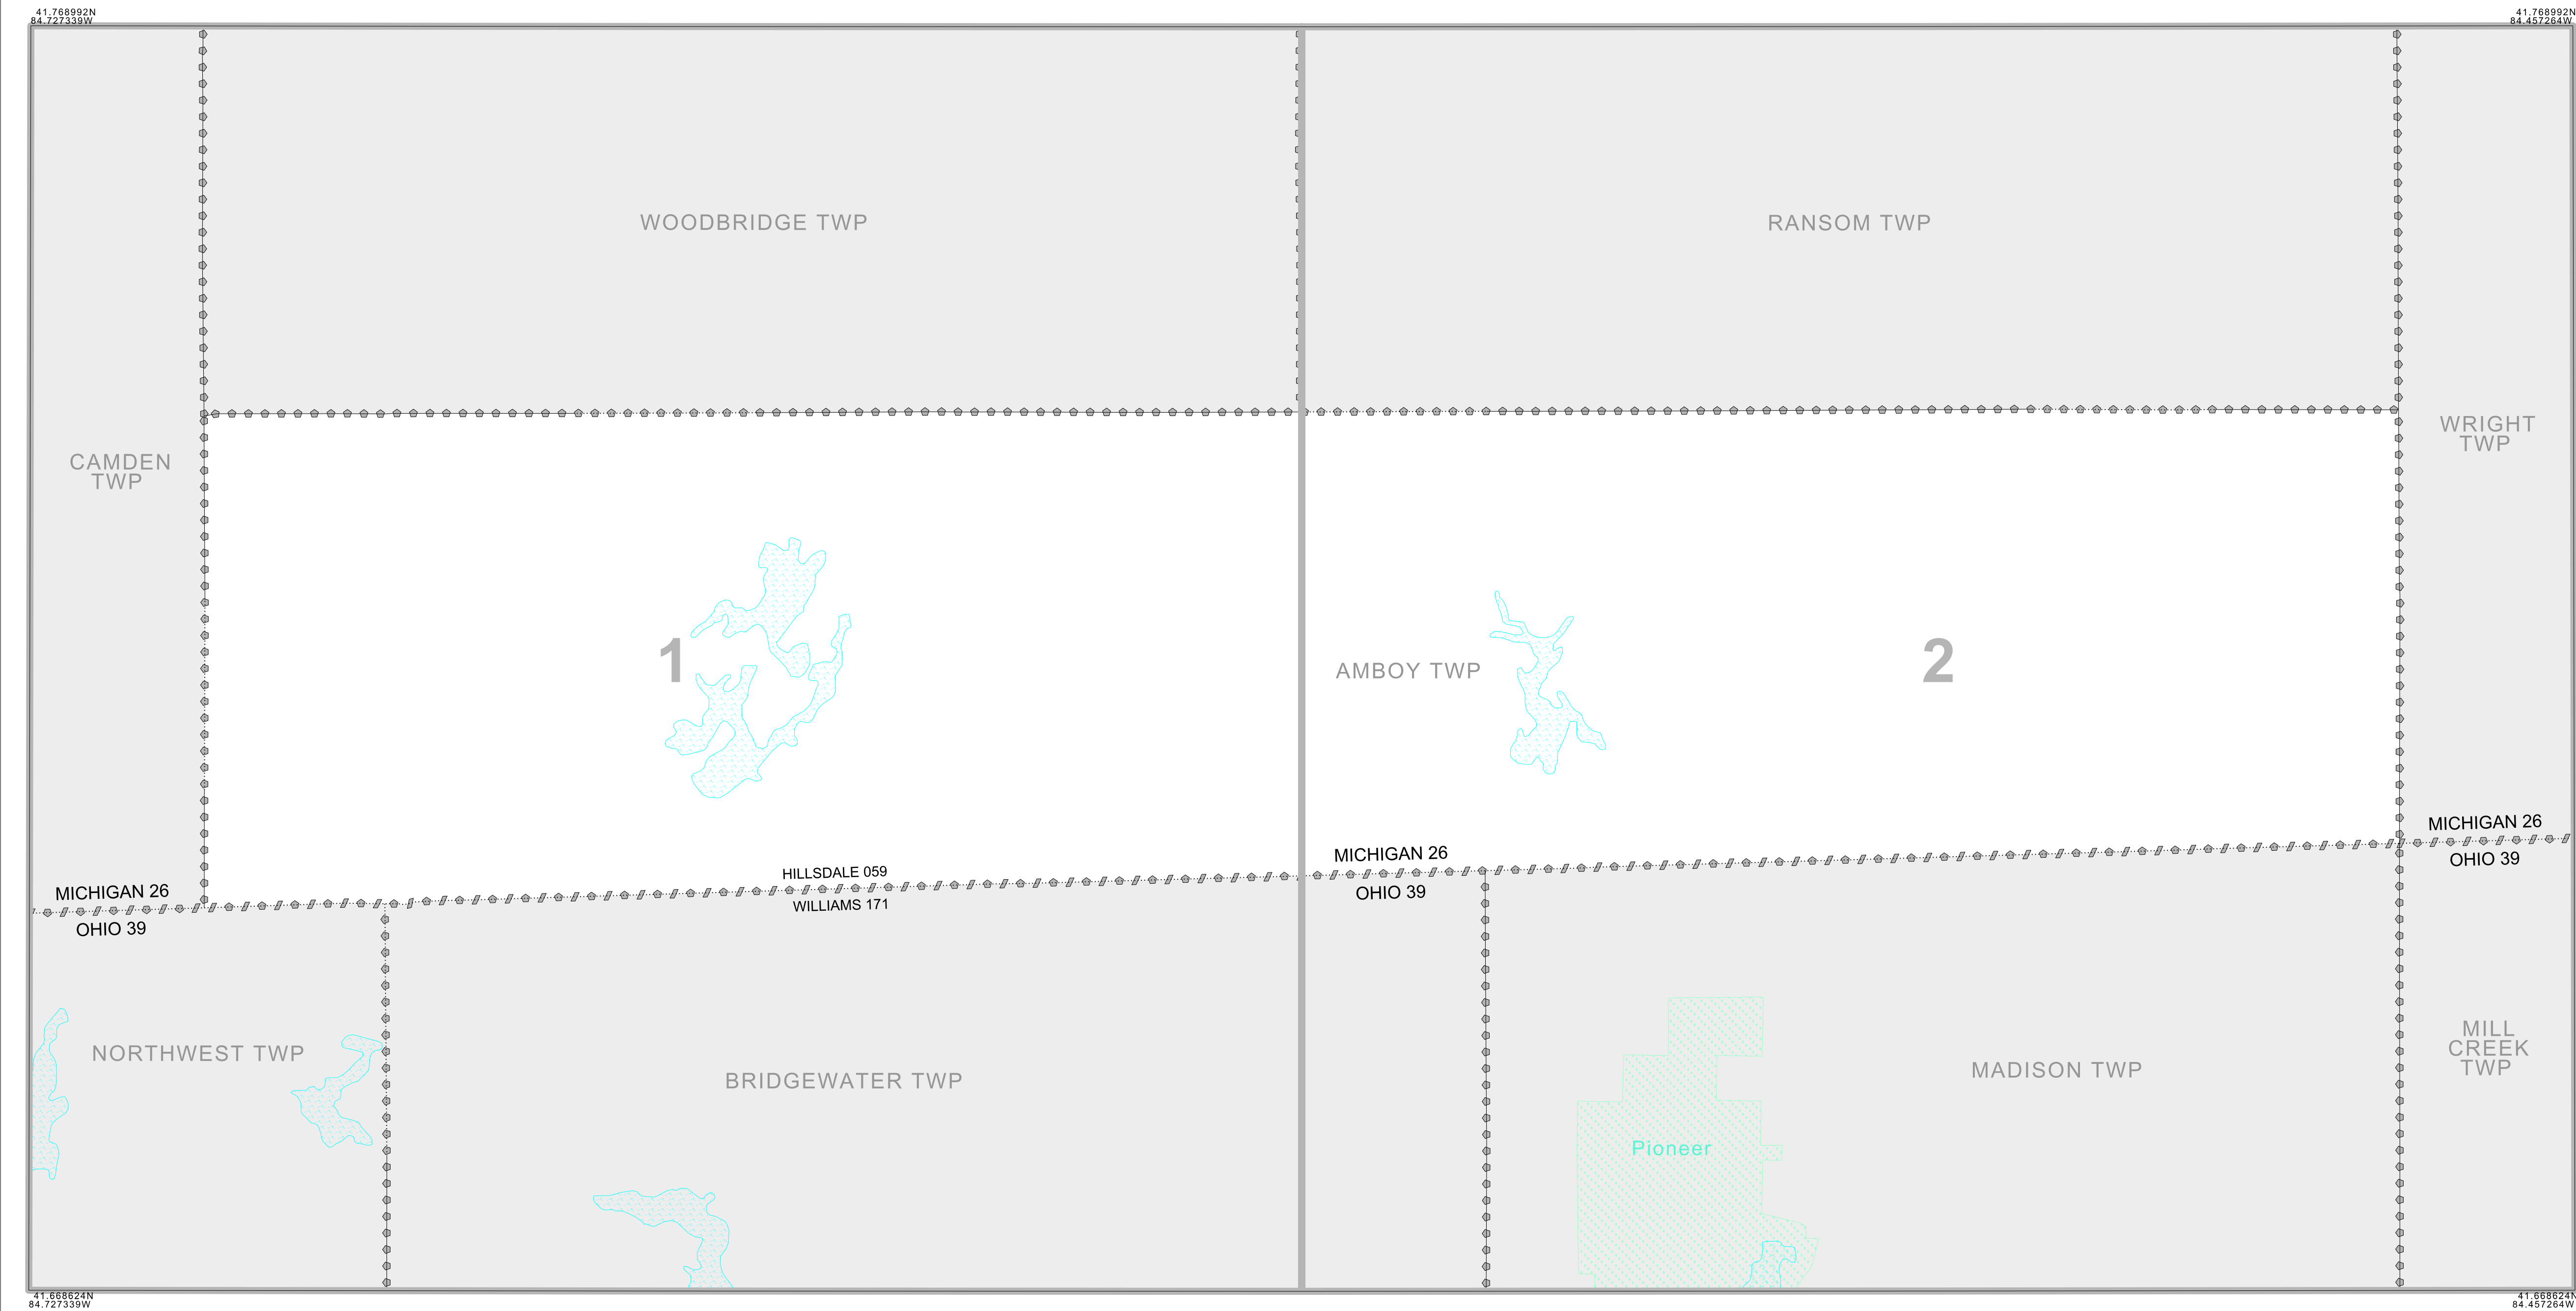 41.768992N
84.727339W
41.768992N
84.457264W
WOODBRIDGE TWP
RANSOM TWP
CAMDEN
TWP
WRIGHT
TWP
1
AMBOY TWP
2
MICHIGAN 26
OHIO 39
HILLSDALE 059
WILLIAMS 171
MICHIGAN 26
OHIO 39
MICHIGAN 26
OHIO 39
NORTHWEST TWP
BRIDGEWATER TWP
MADISON TWP
MILL
CREEK
TWP
Pioneer
41.668624N
84.727339W
41.668624N
84.457264W